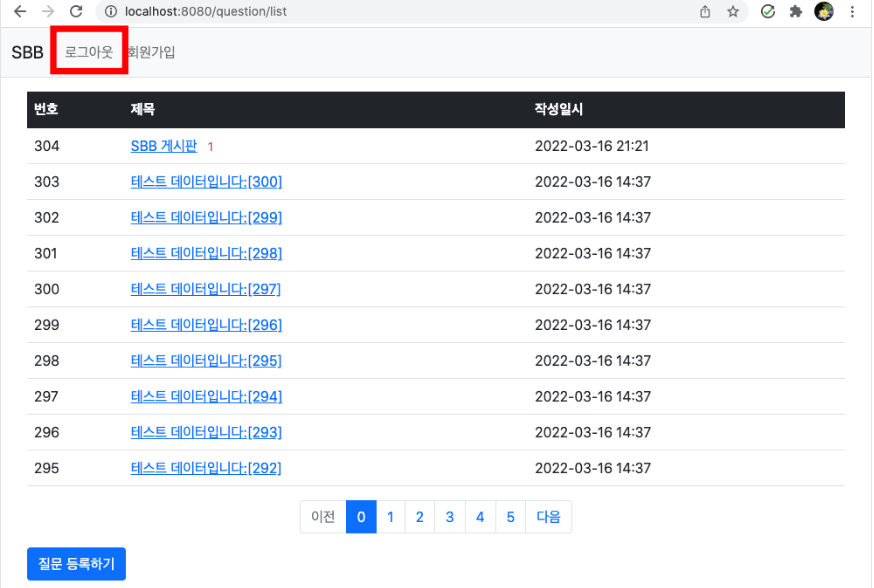 localhost:8080/question/list
SBB 로그아웃 회원가입
번호 제목 작성일시
304 SBB 게시판 1 2022-03-16 21:21
303 테스트 데이터입니다:[300] 2022-03-16 14:37
302 테스트 데이터입니다:[299] 2022-03-16 14:37
301 테스트 데이터입니다:[298] 2022-03-16 14:37
300 테스트 데이터입니다:[297] 2022-03-16 14:37
299 테스트 데이터입니다:[296] 2022-03-16 14:37
298 테스트 데이터입니다:[295] 2022-03-16 14:37
297 테스트 데이터입니다:[294] 2022-03-16 14:37
296 테스트 데이터입니다:[293] 2022-03-16 14:37
295 테스트 데이터입니다:[292] 2022-03-16 14:37
이전 0 1 2 3 4 5 다음
질문 등록하기